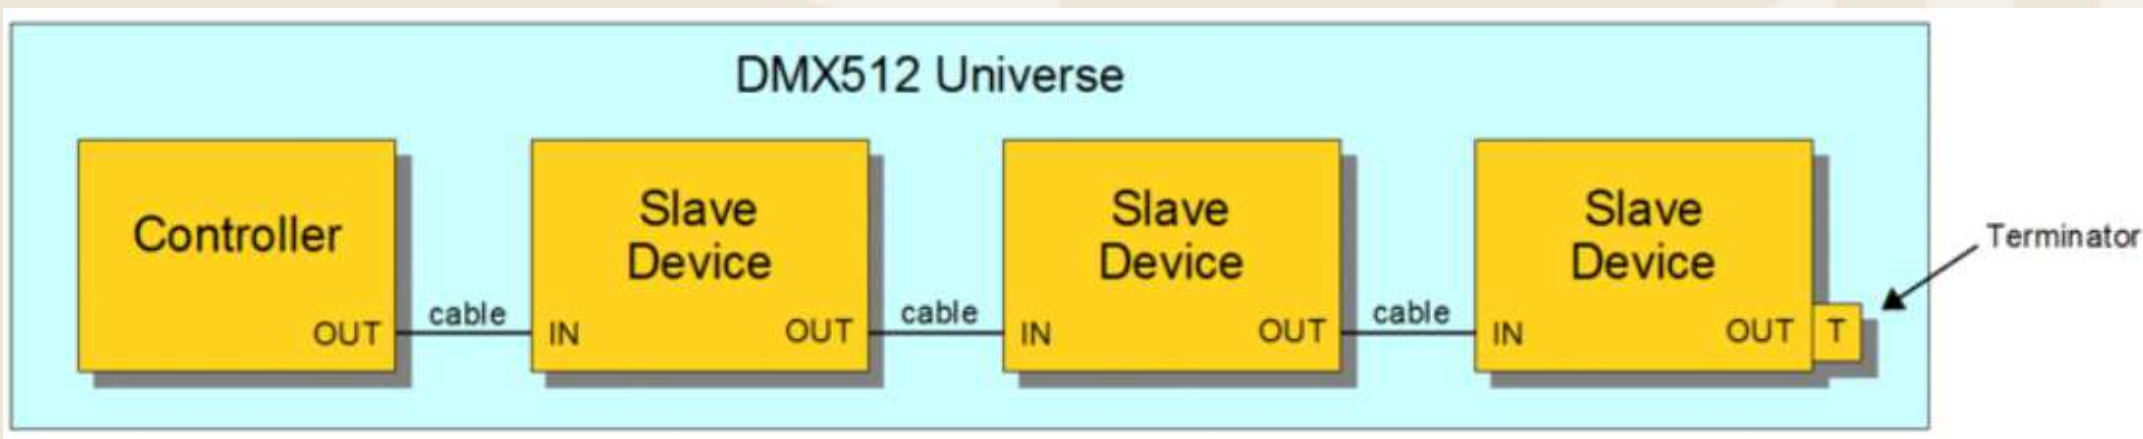 DMX512 Universe
Controller
OUT
cable
Slave
Device
IN
OUT
cable
Slave
Device
IN
OUT
cable
Slave
Device
IN
OUT
T
Terminator